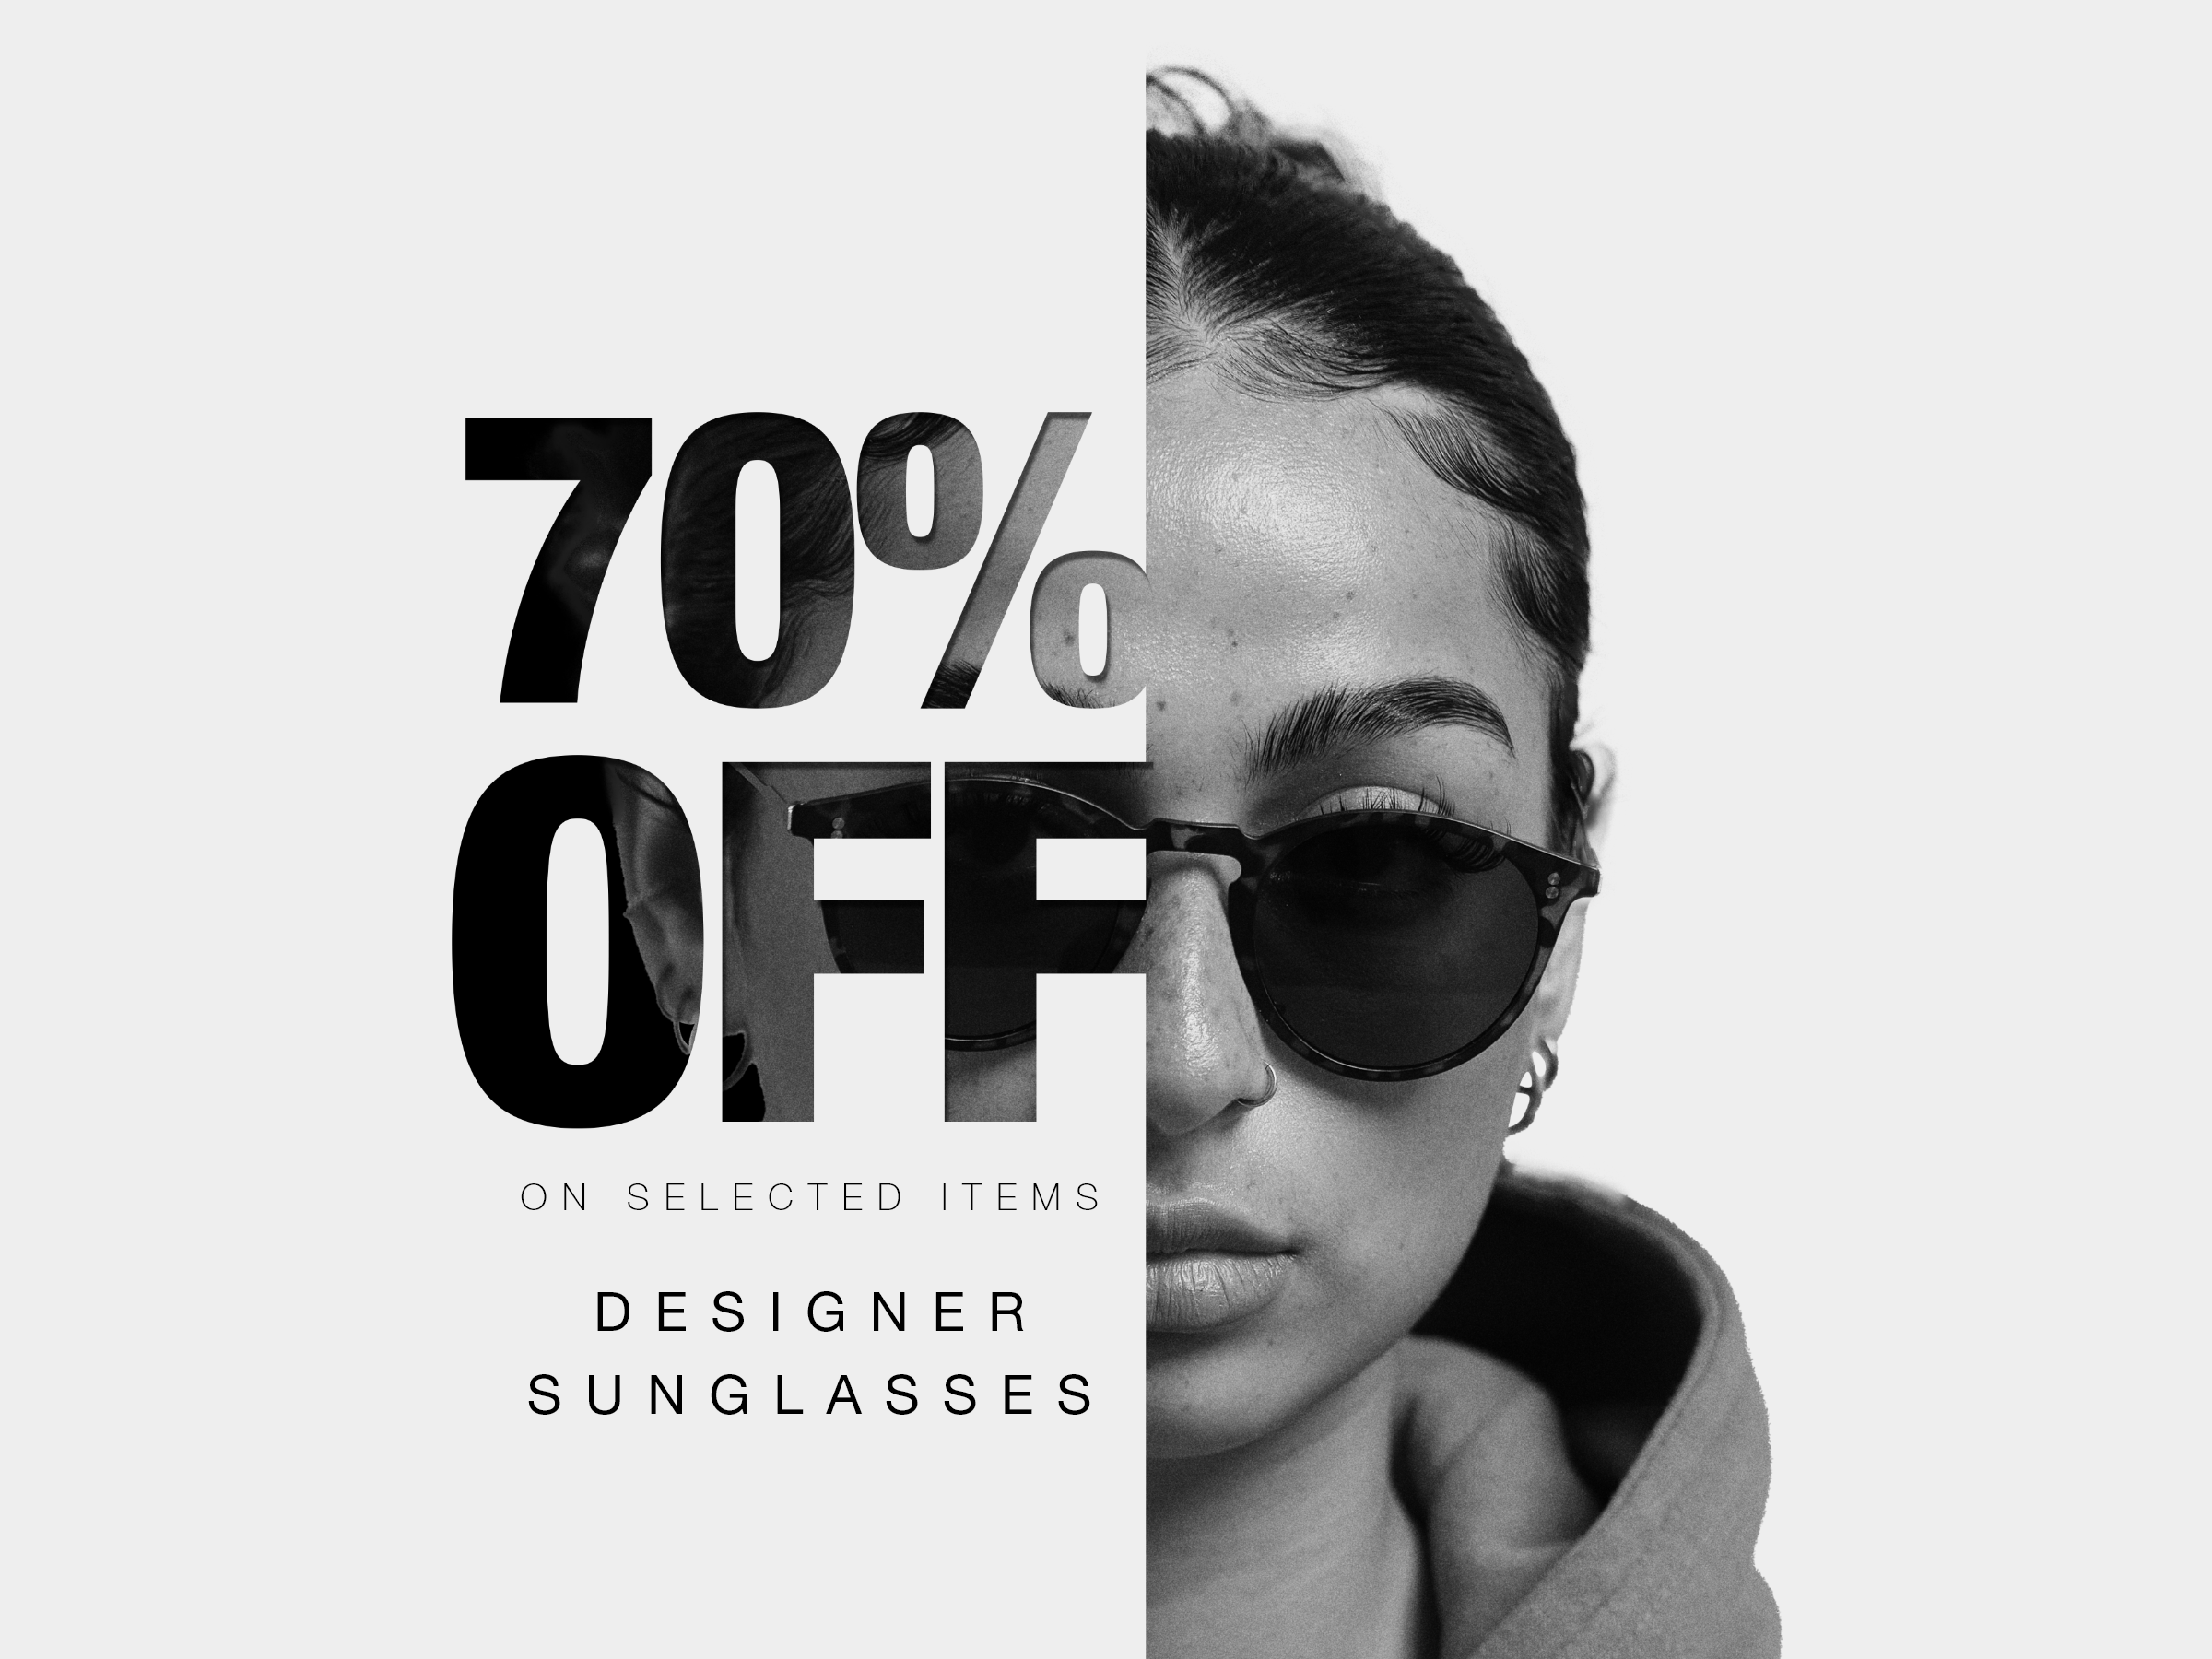 70%
OFF
ON SELECTED ITEMS
DESIGNER
SUNGLASSES